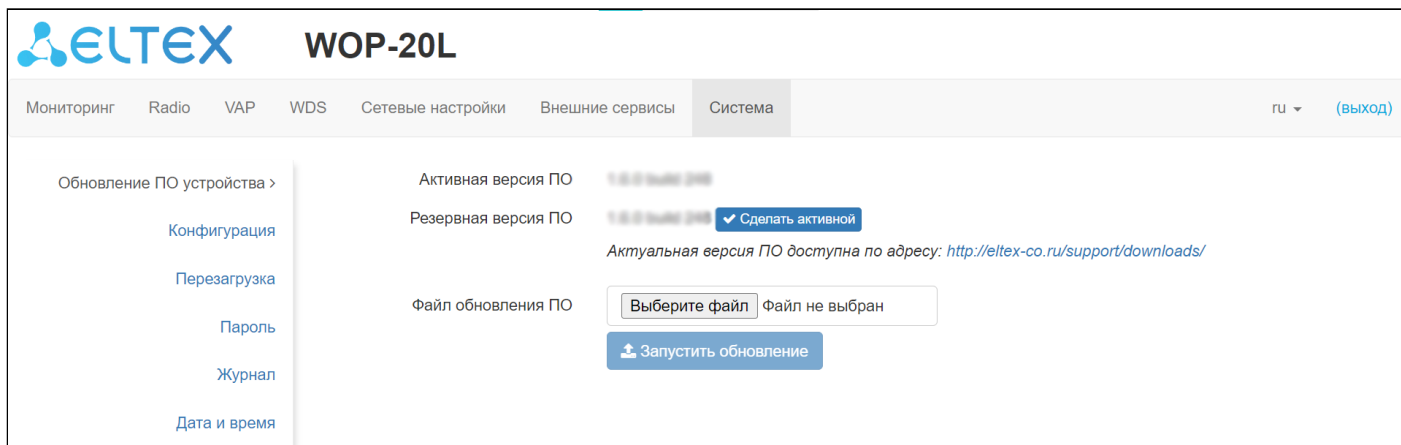 ELTEX WOP-20L
Мониторинг Radio VAP WDS Сетевые настройки Внешние сервисы Система ru (выход)
Обновление ПО устройства >
Конфигурация
Перезагрузка
Пароль
Журнал
Дата и время
Активная версия ПО
Резервная версия ПО Сделать активной
Актуальная версия ПО доступна по адресу: http://eltex-co.ru/support/downloads/
Файл обновления ПО Выберите файл Файл не выбран
Запустить обновление